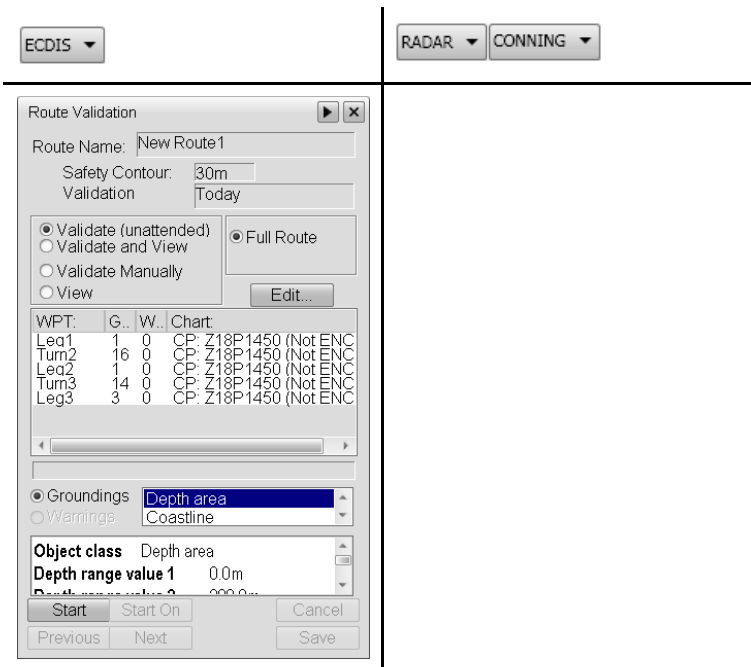 ECDIS
RADAR CONNING
Route Validation
Route Name: New Route1
Safety Contour: 30m
Validation Today
Validate (unattended)
Validate and View
Full Route
Validate Manually
View
Edit...
WPT: G.. W.. Chart:
Leg1 1 0 CP: Z18P1450 (Not ENC
Turn2 16 0 CP: Z18P1450 (Not ENC
Leg2 1 0 CP: Z18P1450 (Not ENC
Turn3 14 0 CP: Z18P1450 (Not ENC
Leg3 3 0 CP: Z18P1450 (Not ENC
Groundings Depth area
Warnings Coastline
Object class Depth area
Depth range value 1 0.0m
Start Start On Cancel
Previous Next Save